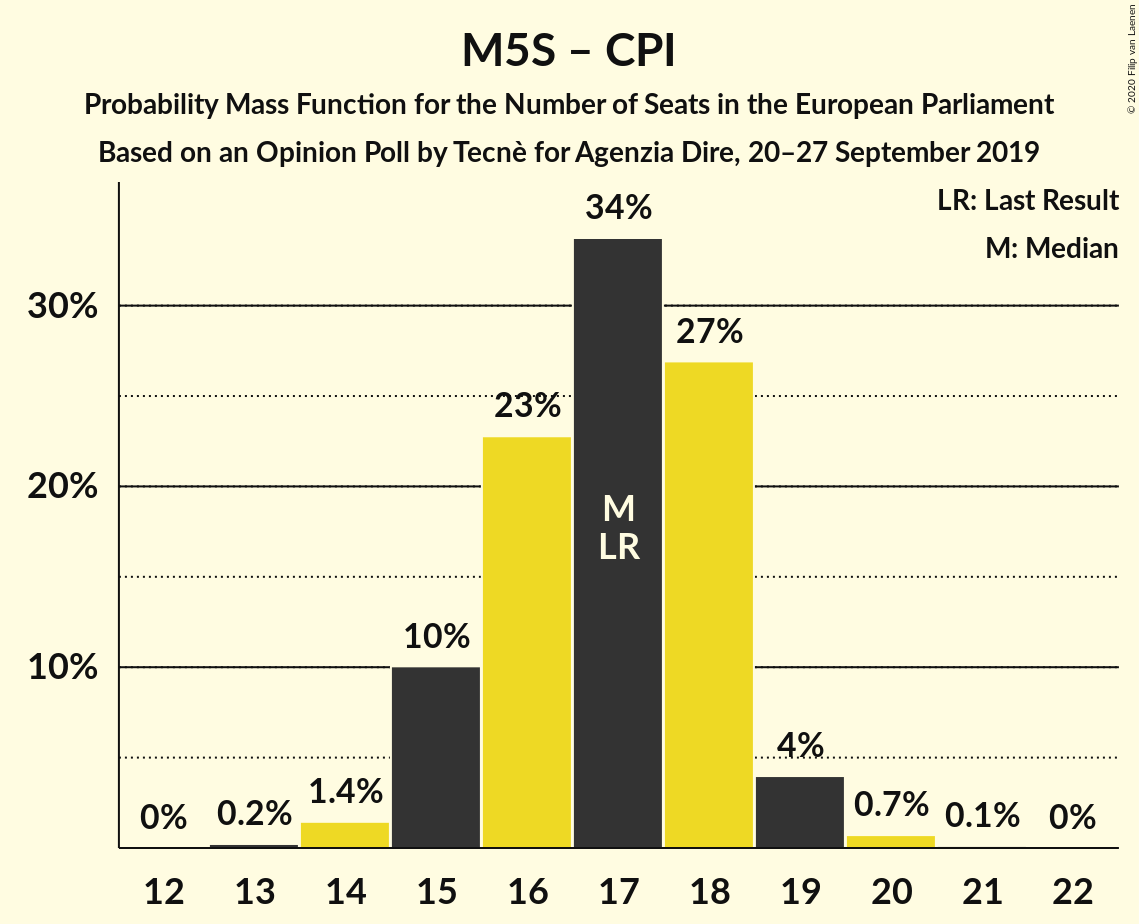 M5S – CPI
Probability Mass Function for the Number of Seats in the European Parliament
Based on an Opinion Poll by Tecnè for Agenzia Dire, 20–27 September 2019
© 2020 Filip van Laenen
LR: Last Result
M: Median
34%
30%
27%
23%
20%
M
LR
10%
10%
4%
1.4%
0.7%
0%
0.2%
0.1%
0%
12 13 14 15 16 17 18 19 20 21 22